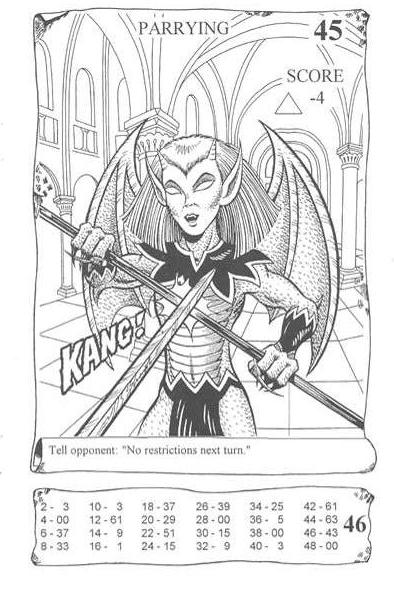 PARRYING 45
SCORE
△ -4
KANG!
Tell opponent: "No restrictions next turn."
2 - 3 10 - 3 18 - 37 26 - 39 34 - 25 42 - 61
4 - 00 12 - 61 20 - 29 28 - 00 36 - 5 44 - 63
6 - 37 14 - 9 22 - 51 30 - 15 38 - 00 46 - 43
8 - 33 16 - 1 24 - 15 32 - 9 40 - 3 48 - 00
46